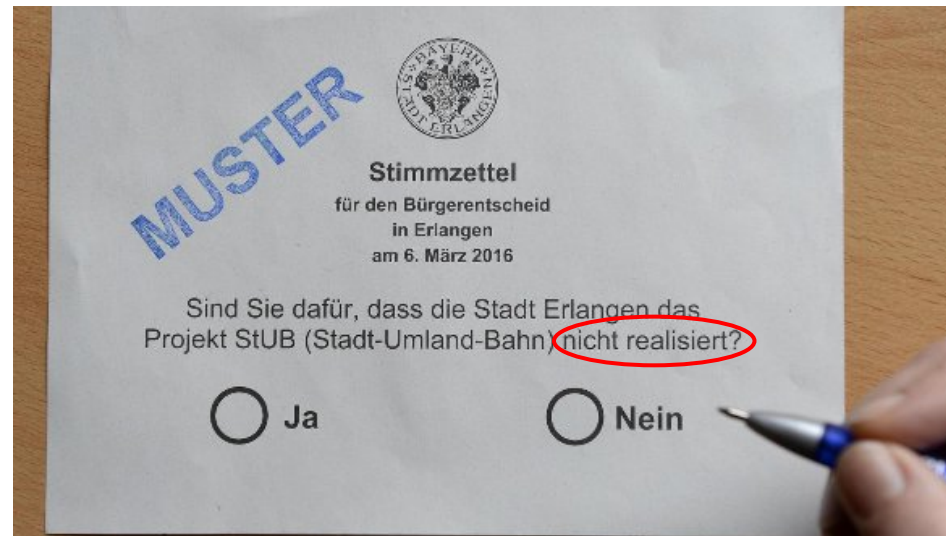 BAYERN
STADT ERLANGEN
MUSTER
Stimmzettel
für den Bürgerentscheid
in Erlangen
am 6. März 2016
Sind Sie dafür, dass die Stadt Erlangen das
Projekt StUB (Stadt-Umland-Bahn) nicht realisiert?
Ja Nein